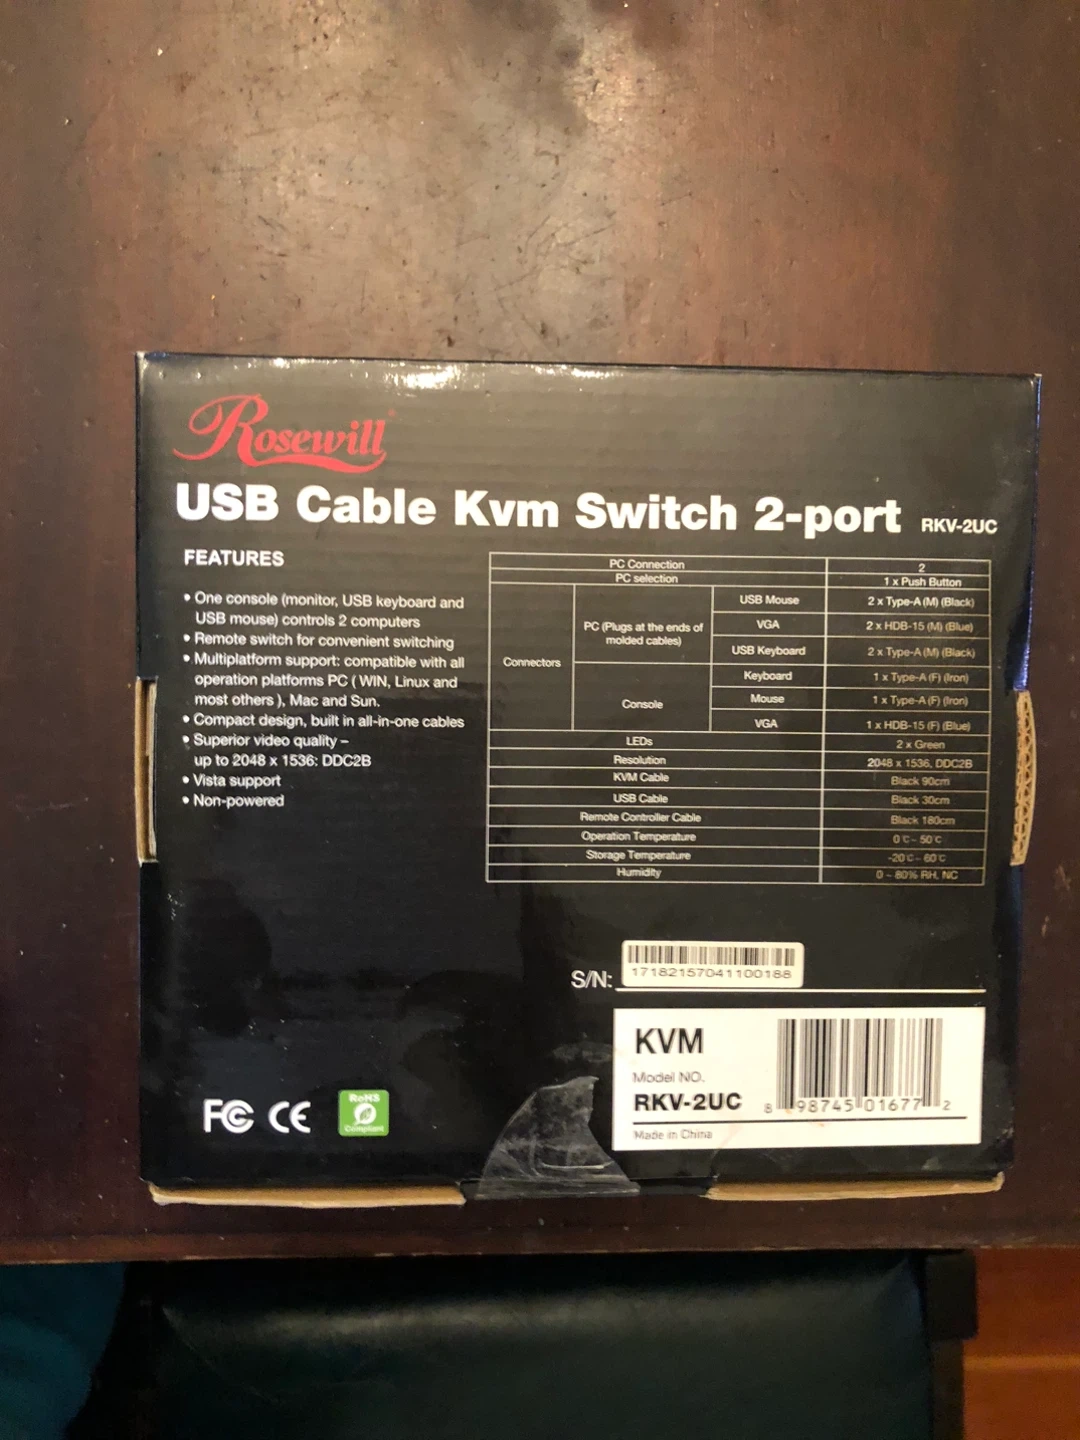 Rosewill®
USB Cable Kvm Switch 2-port RKV-2UC
FEATURES
• One console (monitor, USB keyboard and
USB mouse) controls 2 computers
• Remote switch for convenient switching
• Multiplatform support: compatible with all
operation platforms PC ( WIN, Linux and
most others ), Mac and Sun.
• Compact design, built in all-in-one cables
• Superior video quality –
up to 2048 x 1536: DDC2B
• Vista support
• Non-powered
PC Connection 2
PC selection 1 x Push Button
Connectors
PC (Plugs at the ends of
molded cables)
USB Mouse 2 x Type-A (M) (Black)
VGA 2 x HDB-15 (M) (Blue)
USB Keyboard 2 x Type-A (M) (Black)
Console
Keyboard 1 x Type-A (F) (Iron)
Mouse 1 x Type-A (F) (Iron)
VGA 1 x HDB-15 (F) (Blue)
LEDs 2 x Green
Resolution 2048 x 1536, DDC2B
KVM Cable Black 90cm
USB Cable Black 30cm
Remote Controller Cable Black 180cm
Operation Temperature 0℃~ 50℃
Storage Temperature -20℃~ 60℃
Humidity 0 ~ 80% RH, NC
S/N: 17182157041100188
KVM
Model NO.
RKV-2UC
8 98745 01677 2
Made in China
FC CE
RoHS
Compliant